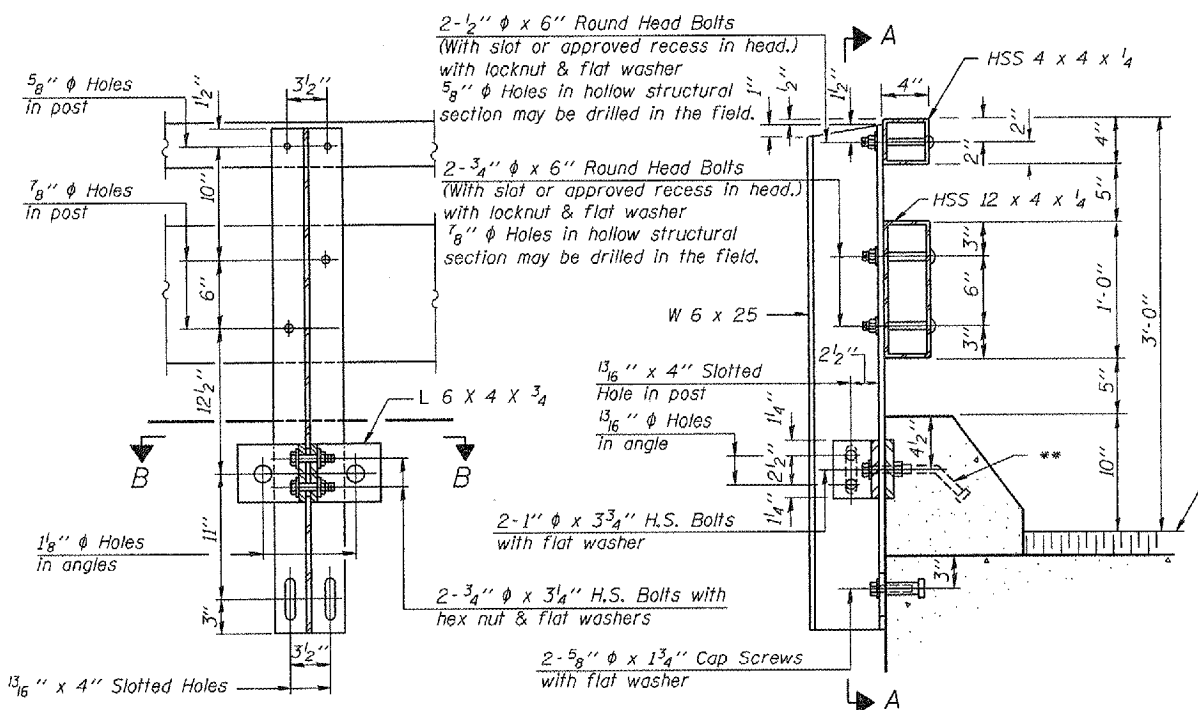 2-1/2" φ x 6" Round Head Bolts
(With slot or approved recess in head.)
with locknut & flat washer
5/8" φ Holes in hollow structural
section may be drilled in the field.
A
HSS 4 x 4 x 1/4
5/8" φ Holes
in post
1 1/2"
3 1/2"
1"
1/2"
1 1/2"
4"
2"
2"
4"
2-3/4" φ x 6" Round Head Bolts
(With slot or approved recess in head.)
with locknut & flat washer
7/8" φ Holes in hollow structural
section may be drilled in the field.
7/8" φ Holes
in post
10"
5"
HSS 12 x 4 x 1/4
6"
3"
6"
3"
1'-0"
3'-0"
W 6 x 25
12 1/2"
2 1/2"
13/16" x 4" Slotted
Hole in post
13/16" φ Holes
in angle
L 6 X 4 X 3/4
5"
B
B
1 1/4"
2 1/2"
1 1/4"
4 1/2"
**
10"
11"
2-1" φ x 3 3/4" H.S. Bolts
with flat washer
1 1/8" φ Holes
in angles
2-3/4" φ x 3 1/4" H.S. Bolts with
hex nut & flat washers
3"
3"
3 1/2"
2-5/8" φ x 1 3/4" Cap Screws
with flat washer
13/16" x 4" Slotted Holes
A